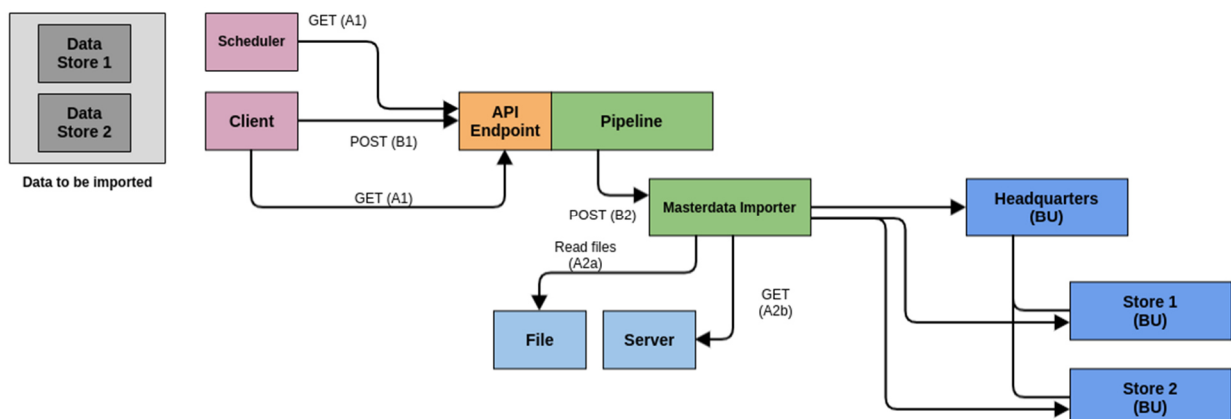 Data
Store 1
Data
Store 2
Data to be imported
Scheduler
GET (A1)
Client
POST (B1)
GET (A1)
API
Endpoint
Pipeline
POST (B2)
Masterdata Importer
Read files
(A2a)
GET
(A2b)
File
Server
Headquarters
(BU)
Store 1
(BU)
Store 2
(BU)